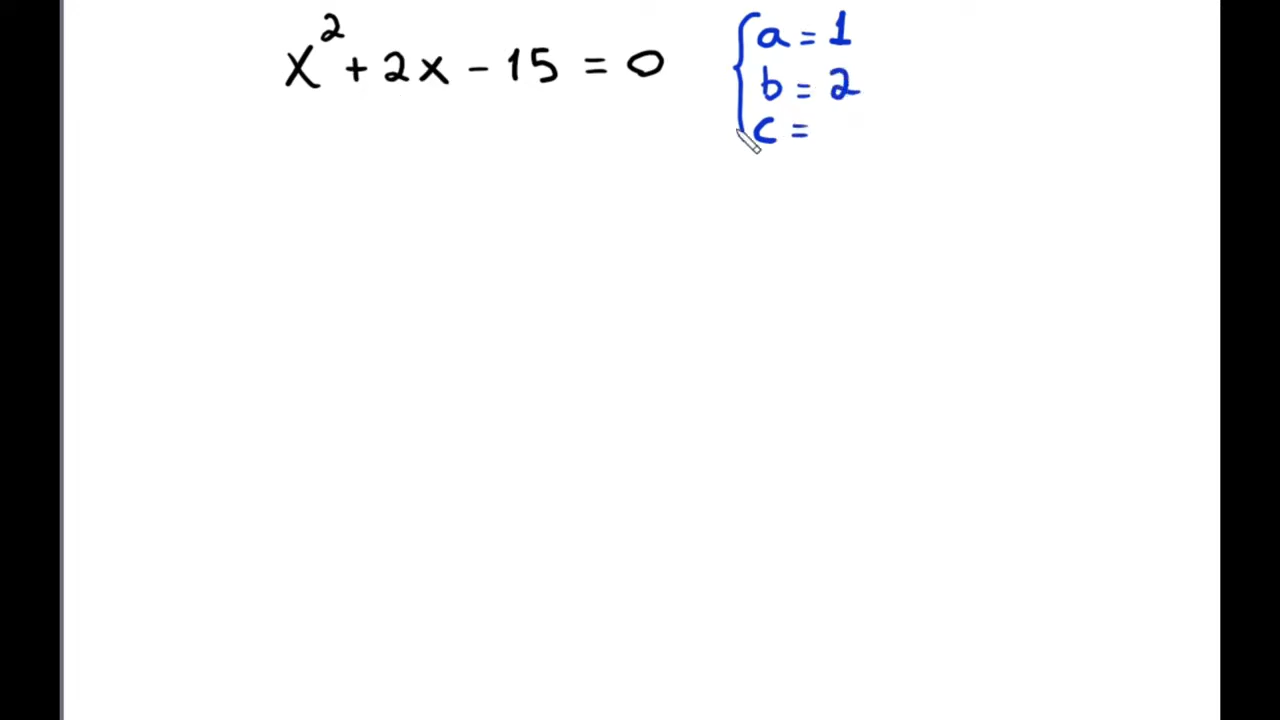 x² + 2x - 15 = 0
a = 1
b = 2
c =